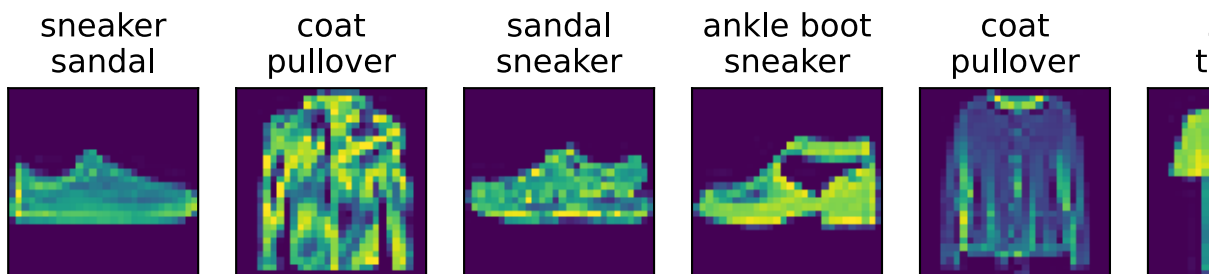 sneaker
sandal
coat
pullover
sandal
sneaker
ankle boot
sneaker
coat
pullover